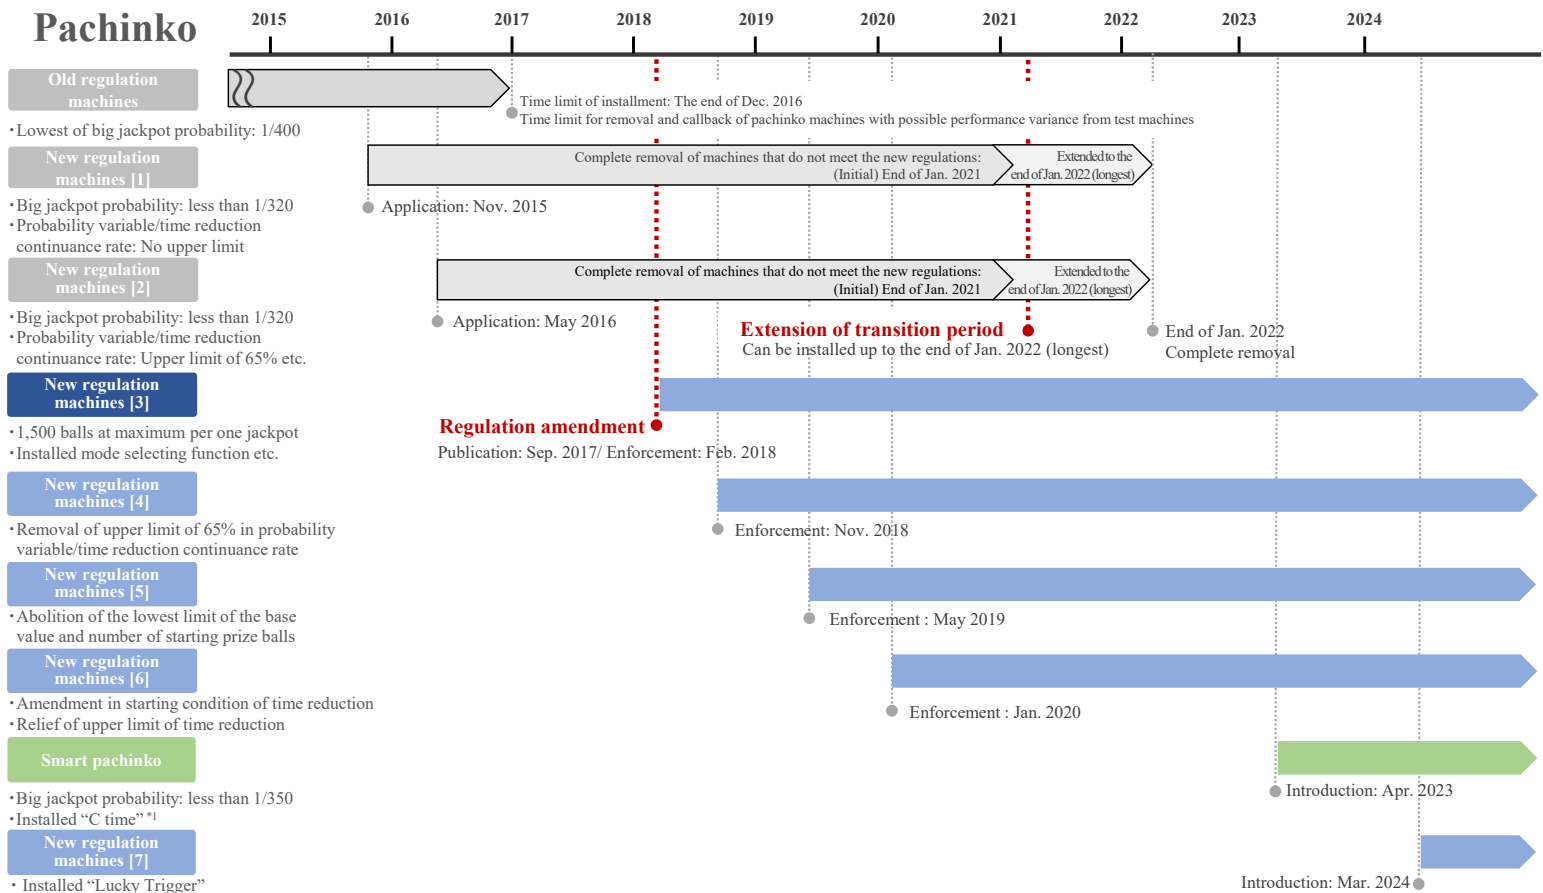 Pachinko
2015 2016 2017 2018 2019 2020 2021 2022 2023 2024
Old regulation
machines
・Lowest of big jackpot probability: 1/400
Time limit of installment: The end of Dec. 2016
Time limit for removal and callback of pachinko machines with possible performance variance from test machines
New regulation
machines [1]
・Big jackpot probability: less than 1/320
・Probability variable/time reduction
continuance rate: No upper limit
Complete removal of machines that do not meet the new regulations:
(Initial) End of Jan. 2021
Extended to the
end of Jan. 2022 (longest)
Application: Nov. 2015
New regulation
machines [2]
・Big jackpot probability: less than 1/320
・Probability variable/time reduction
continuance rate: Upper limit of 65% etc.
Complete removal of machines that do not meet the new regulations:
(Initial) End of Jan. 2021
Extended to the
end of Jan. 2022 (longest)
Application: May 2016
Extension of transition period
Can be installed up to the end of Jan. 2022 (longest)
End of Jan. 2022
Complete removal
New regulation
machines [3]
・1,500 balls at maximum per one jackpot
・Installed mode selecting function etc.
Regulation amendment
Publication: Sep. 2017/ Enforcement: Feb. 2018
New regulation
machines [4]
・Removal of upper limit of 65% in probability
variable/time reduction continuance rate
Enforcement: Nov. 2018
New regulation
machines [5]
・Abolition of the lowest limit of the base
value and number of starting prize balls
Enforcement : May 2019
New regulation
machines [6]
・Amendment in starting condition of time reduction
・Relief of upper limit of time reduction
Enforcement : Jan. 2020
Smart pachinko
・Big jackpot probability: less than 1/350
・Installed “C time” *1
Introduction: Apr. 2023
New regulation
machines [7]
・Installed “Lucky Trigger”
Introduction: Mar. 2024